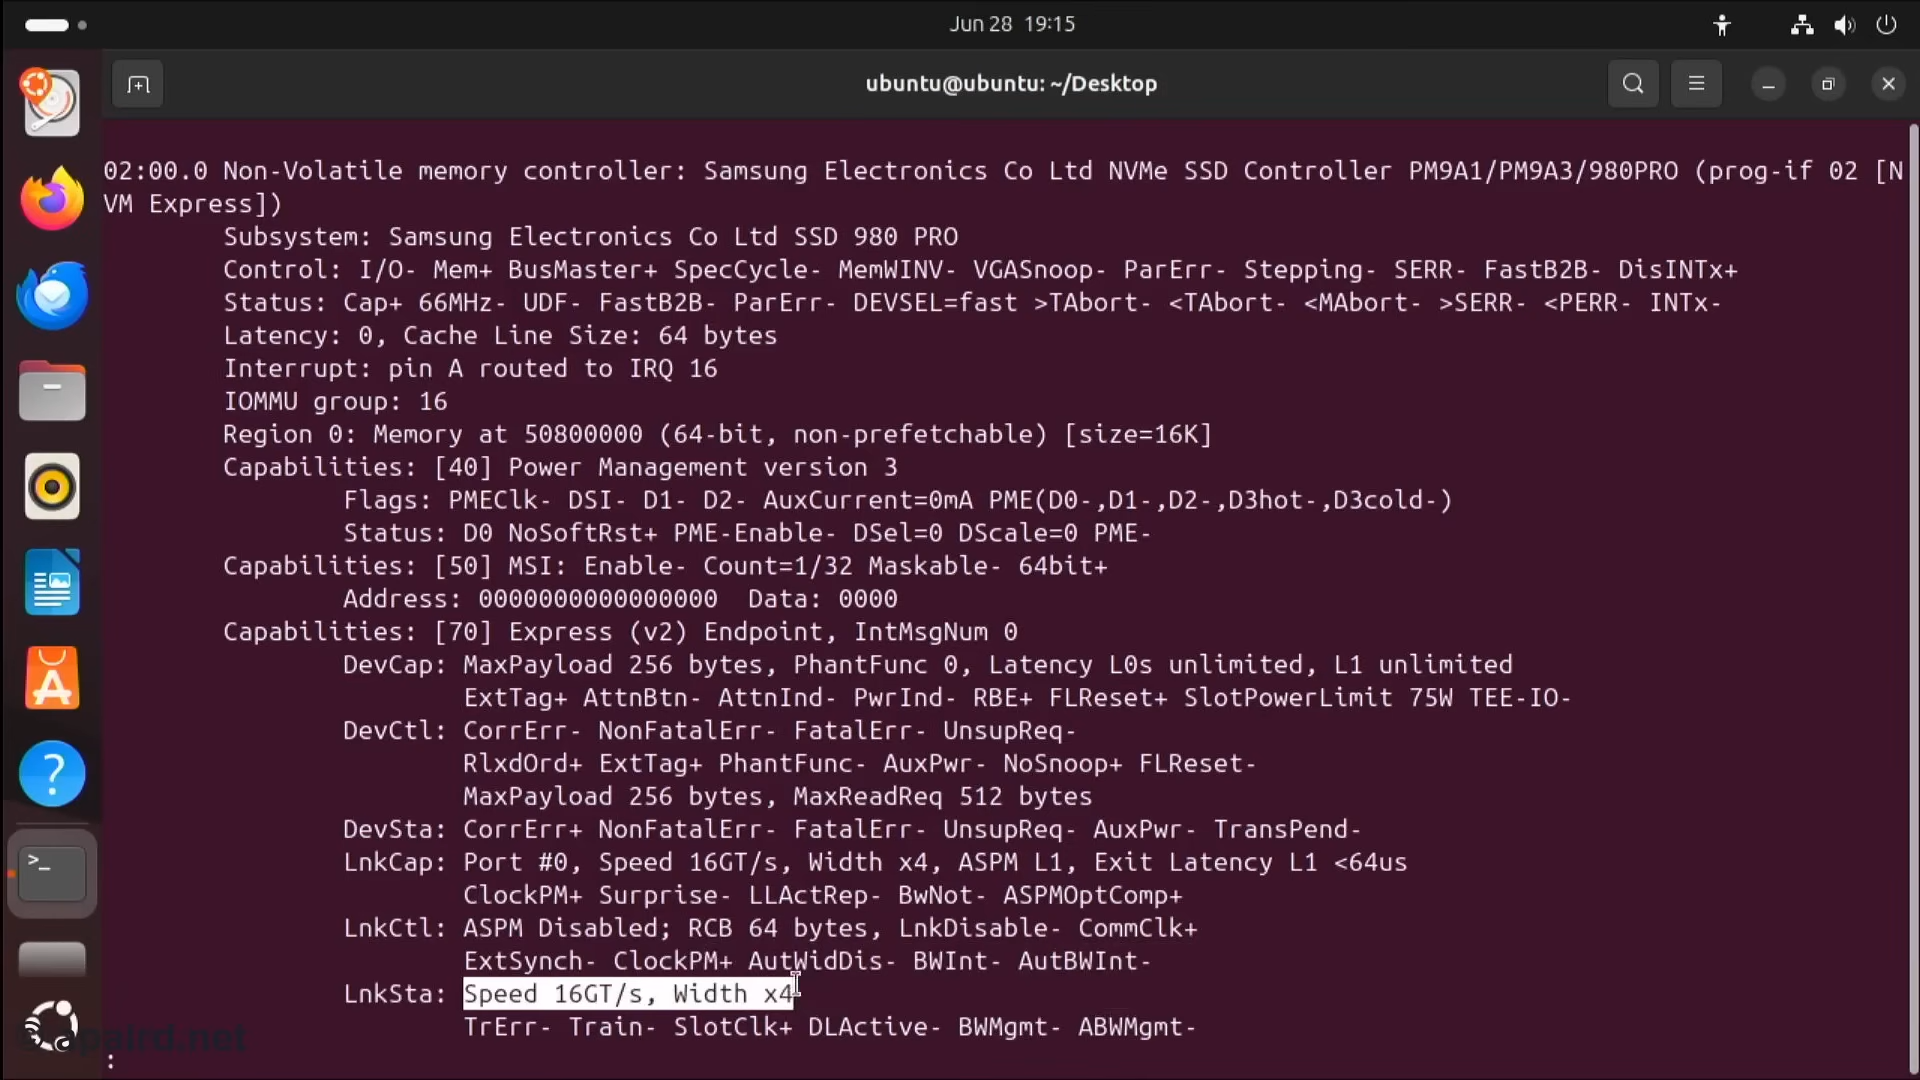 Jun 28 19:15
ubuntu@ubuntu: ~/Desktop
02:00.0 Non-Volatile memory controller: Samsung Electronics Co Ltd NVMe SSD Controller PM9A1/PM9A3/980PRO (prog-if 02 [N
VM Express])
Subsystem: Samsung Electronics Co Ltd SSD 980 PRO
Control: I/O- Mem+ BusMaster+ SpecCycle- MemWINV- VGASnoop- ParErr- Stepping- SERR- FastB2B- DisINTx+
Status: Cap+ 66MHz- UDF- FastB2B- ParErr- DEVSEL=fast >TAbort- <TAbort- <MAbort- >SERR- <PERR- INTx-
Latency: 0, Cache Line Size: 64 bytes
Interrupt: pin A routed to IRQ 16
IOMMU group: 16
Region 0: Memory at 50800000 (64-bit, non-prefetchable) [size=16K]
Capabilities: [40] Power Management version 3
Flags: PMEClk- DSI- D1- D2- AuxCurrent=0mA PME(D0-,D1-,D2-,D3hot-,D3cold-)
Status: D0 NoSoftRst+ PME-Enable- DSel=0 DScale=0 PME-
Capabilities: [50] MSI: Enable- Count=1/32 Maskable- 64bit+
Address: 0000000000000000 Data: 0000
Capabilities: [70] Express (v2) Endpoint, IntMsgNum 0
DevCap: MaxPayload 256 bytes, PhantFunc 0, Latency L0s unlimited, L1 unlimited
ExtTag+ AttnBtn- AttnInd- PwrInd- RBE+ FLReset+ SlotPowerLimit 75W TEE-IO-
DevCtl: CorrErr- NonFatalErr- FatalErr- UnsupReq-
RlxdOrd+ ExtTag+ PhantFunc- AuxPwr- NoSnoop+ FLReset-
MaxPayload 256 bytes, MaxReadReq 512 bytes
DevSta: CorrErr+ NonFatalErr- FatalErr- UnsupReq- AuxPwr- TransPend-
LnkCap: Port #0, Speed 16GT/s, Width x4, ASPM L1, Exit Latency L1 <64us
ClockPM+ Surprise- LLActRep- BwNot- ASPMOptComp+
LnkCtl: ASPM Disabled; RCB 64 bytes, LnkDisable- CommClk+
ExtSynch- ClockPM+ AutWidDis- BWInt- AutBWInt-
LnkSta: Speed 16GT/s, Width x4
TrErr- Train- SlotClk+ DLActive- BWMgmt- ABWMgmt-
: